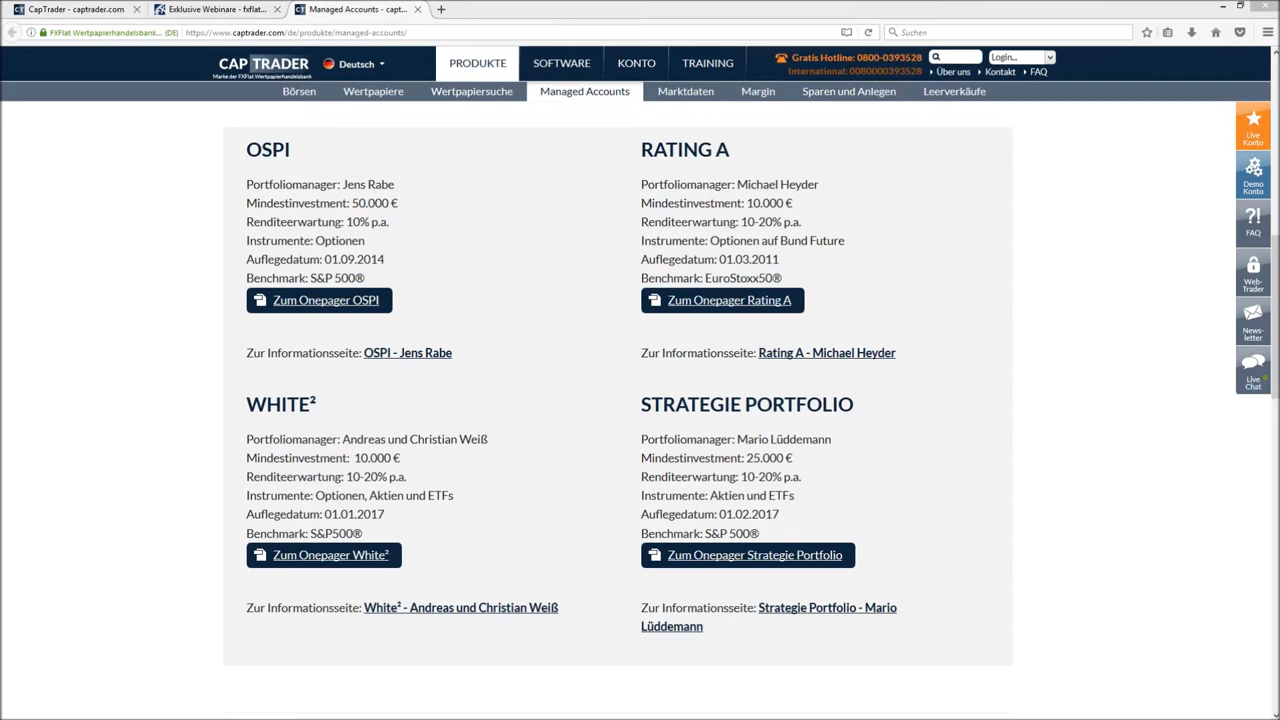 CapTrader - captrader.com
Exklusive Webinare - fxflat...
Managed Accounts - capt...
FXFlat Wertpapierhandelsbank... (DE)
https://www.captrader.com/de/produkte/managed-accounts/
Suchen
CAP TRADER
Marke der FXFlat Wertpapierhandelsbank
Deutsch
PRODUKTE
SOFTWARE
KONTO
TRAINING
Gratis Hotline: 0800-0393528
International: 0080000393528
Login...
Über uns
Kontakt
FAQ
Börsen
Wertpapiere
Wertpapiersuche
Managed Accounts
Marktdaten
Margin
Sparen und Anlegen
Leerverkäufe
OSPI
Portfoliomanager: Jens Rabe
Mindestinvestment: 50.000 €
Renditeerwartung: 10% p.a.
Instrumente: Optionen
Auflegedatum: 01.09.2014
Benchmark: S&P 500®
Zum Onepager OSPI
Zur Informationsseite: OSPI - Jens Rabe
RATING A
Portfoliomanager: Michael Heyder
Mindestinvestment: 10.000 €
Renditeerwartung: 10-20% p.a.
Instrumente: Optionen auf Bund Future
Auflegedatum: 01.03.2011
Benchmark: EuroStoxx50®
Zum Onepager Rating A
Zur Informationsseite: Rating A - Michael Heyder
WHITE²
Portfoliomanager: Andreas und Christian Weiß
Mindestinvestment: 10.000 €
Renditeerwartung: 10-20% p.a.
Instrumente: Optionen, Aktien und ETFs
Auflegedatum: 01.01.2017
Benchmark: S&P500®
Zum Onepager White²
Zur Informationsseite: White² - Andreas und Christian Weiß
STRATEGIE PORTFOLIO
Portfoliomanager: Mario Lüddemann
Mindestinvestment: 25.000 €
Renditeerwartung: 10-20% p.a.
Instrumente: Aktien und ETFs
Auflegedatum: 01.02.2017
Benchmark: S&P 500®
Zum Onepager Strategie Portfolio
Zur Informationsseite: Strategie Portfolio - Mario
Lüddemann
Live
Konto
Demo
Konto
?!
FAQ
Web-
Trader
News-
letter
Live
Chat